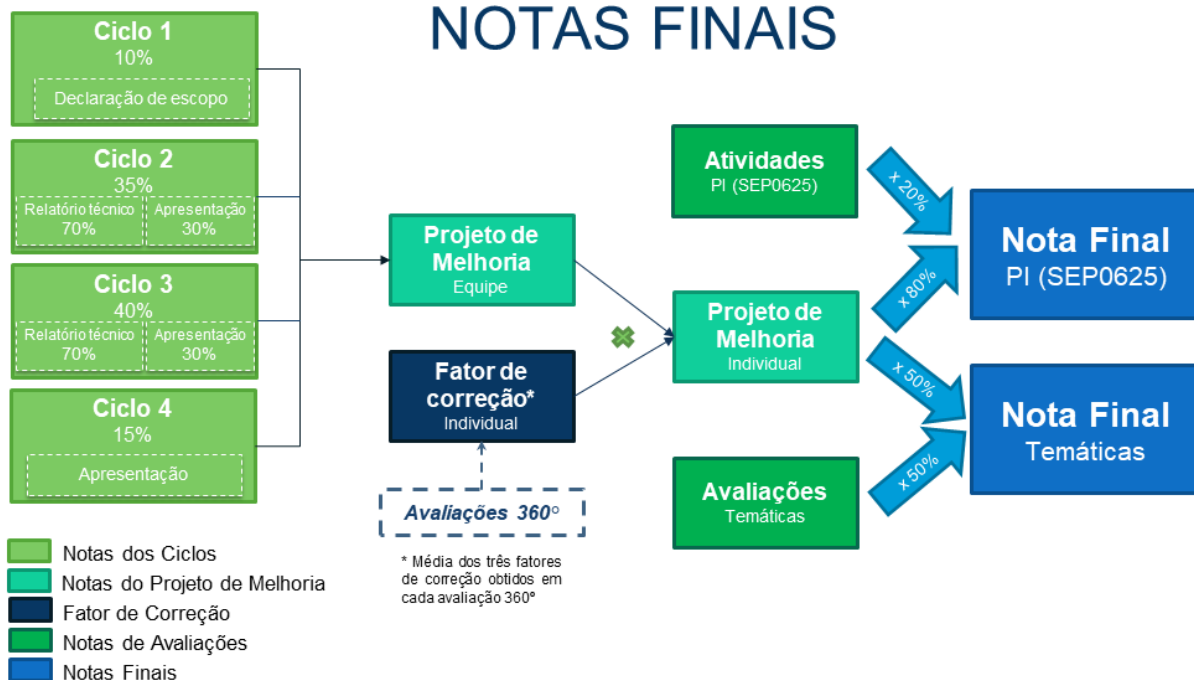 NOTAS FINAIS
Ciclo 1
10%
Declaração de escopo
Ciclo 2
35%
Relatório técnico
70%
Apresentação
30%
Ciclo 3
40%
Relatório técnico
70%
Apresentação
30%
Ciclo 4
15%
Apresentação
Projeto de
Melhoria
Equipe
Fator de
correção*
Individual
Avaliações 360°
* Média dos três fatores
de correção obtidos em
cada avaliação 360º
Atividades
PI (SEP0625)
Projeto de
Melhoria
Individual
Avaliações
Temáticas
x 20%
x 80%
x 50%
x 50%
Nota Final
PI (SEP0625)
Nota Final
Temáticas
Notas dos Ciclos
Notas do Projeto de Melhoria
Fator de Correção
Notas de Avaliações
Notas Finais